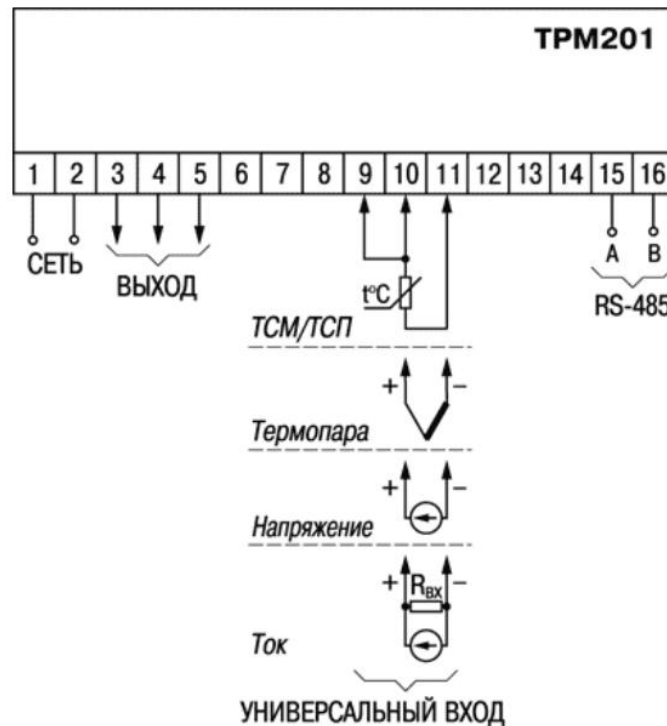 ТРМ201
1 2 3 4 5 6 7 8 9 10 11 12 13 14 15 16
СЕТЬ
ВЫХОД
A B
RS-485
t°C
ТСМ/ТСП
+ –
Термопара
+ –
Напряжение
+ –
Rвх
Ток
УНИВЕРСАЛЬНЫЙ ВХОД